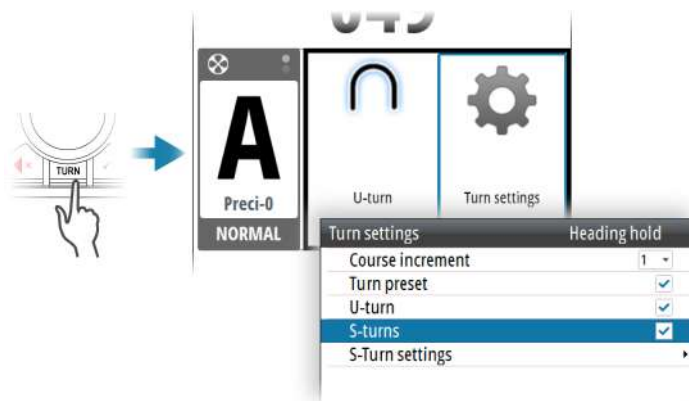 TURN
A
Preci-0
NORMAL
U-turn
Turn settings
Turn settings Heading hold
Course increment 1
Turn preset
U-turn
S-turns
S-Turn settings